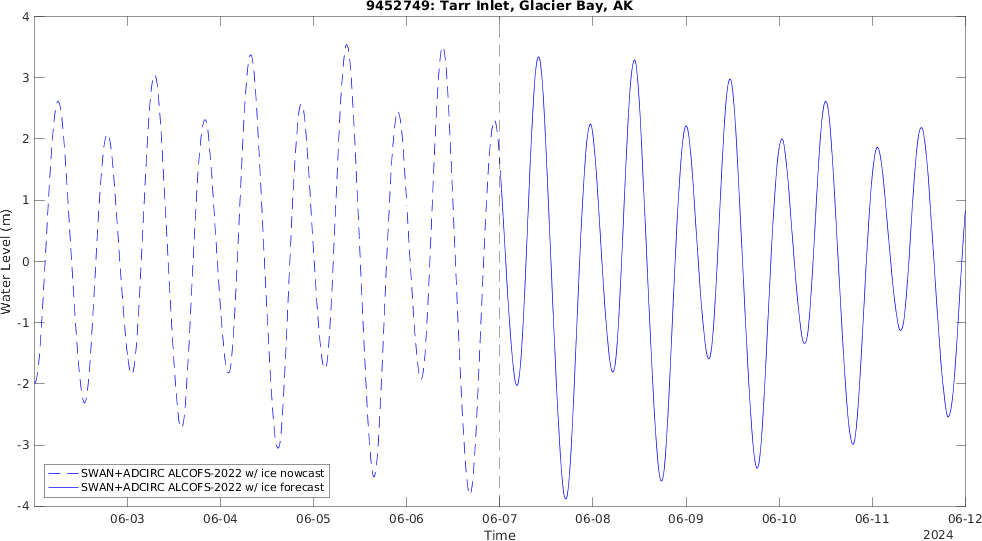 9452749: Tarr Inlet, Glacier Bay, AK
4
3
2
1
0
-1
-2
-3
-4
Water Level (m)
SWAN+ADCIRC ALCOFS-2022 w/ ice nowcast
SWAN+ADCIRC ALCOFS-2022 w/ ice forecast
06-03 06-04 06-05 06-06 06-07 06-08 06-09 06-10 06-11 06-12
Time
2024